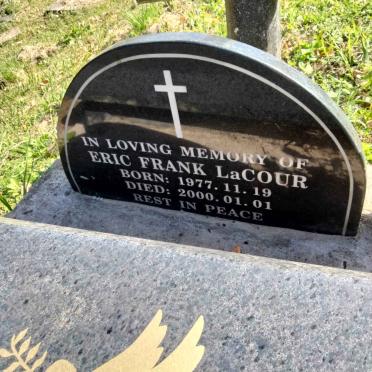 IN LOVING MEMORY OF
ERIC FRANK LaCOUR
BORN: 1977.11.19
DIED: 2000.01.01
REST IN PEACE